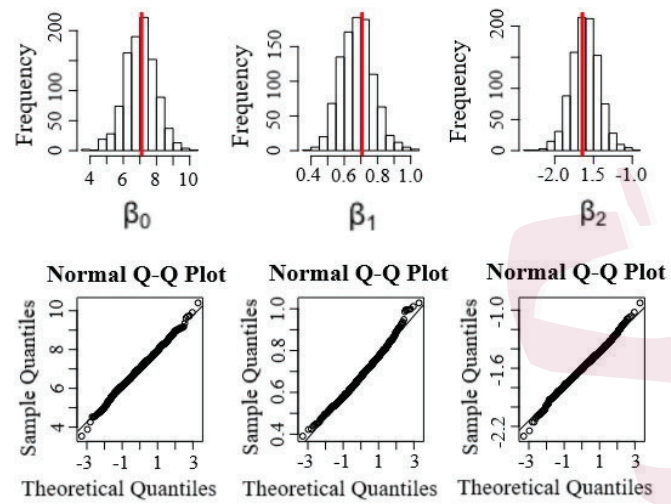 Frequency
0 50 100 200
4 6 8 10
β0
Frequency
0 50 150
0.4 0.6 0.8 1.0
β1
Frequency
0 50 100 200
-2.0 1.5 -1.0
β2
Normal Q-Q Plot
Sample Quantiles
4 6 8 10
-3 -1 1 3
Theoretical Quantiles
Normal Q-Q Plot
Sample Quantiles
0.4 0.6 0.8 1.0
-3 -1 1 3
Theoretical Quantiles
Normal Q-Q Plot
Sample Quantiles
-2.2 -1.6 -1.0
-3 -1 1 3
Theoretical Quantiles